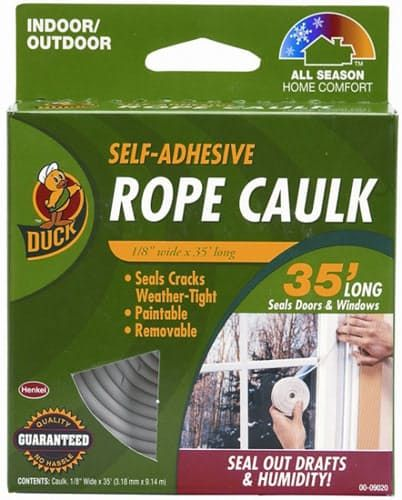 INDOOR/
OUTDOOR
ALL SEASON
HOME COMFORT
™
DUCK
SELF-ADHESIVE
ROPE CAULK
1/8" wide x 35' long
• Seals Cracks
Weather-Tight
• Paintable
• Removable
35' LONG
Seals Doors & Windows
Henkel
QUALITY
GUARANTEED
NO HASSLE
SEAL OUT DRAFTS
& HUMIDITY!
CONTENTS: Caulk. 1/8" Wide x 35' (3.18 mm x 9.14 m)
00-09020